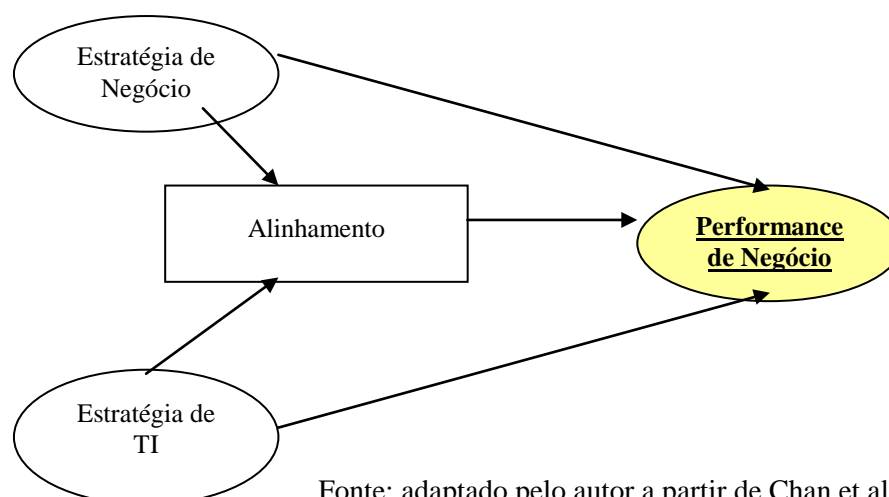 Estratégia de
Negócio
Alinhamento
Performance
de Negócio
Estratégia de
TI
Fonte: adaptado pelo autor a partir de Chan et al